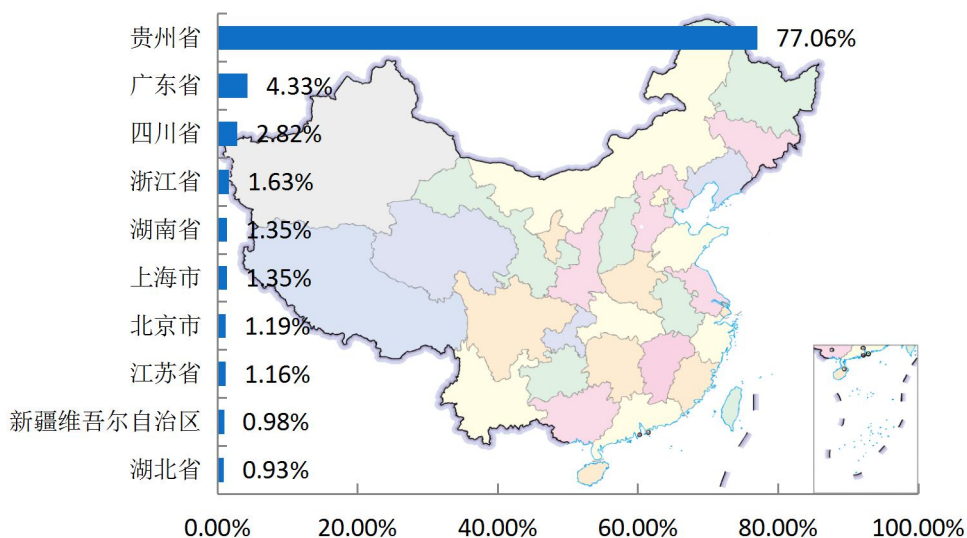 贵州省 77.06%
广东省 4.33%
四川省 2.82%
浙江省 1.63%
湖南省 1.35%
上海市 1.35%
北京市 1.19%
江苏省 1.16%
新疆维吾尔自治区 0.98%
湖北省 0.93%
0.00% 20.00% 40.00% 60.00% 80.00% 100.00%